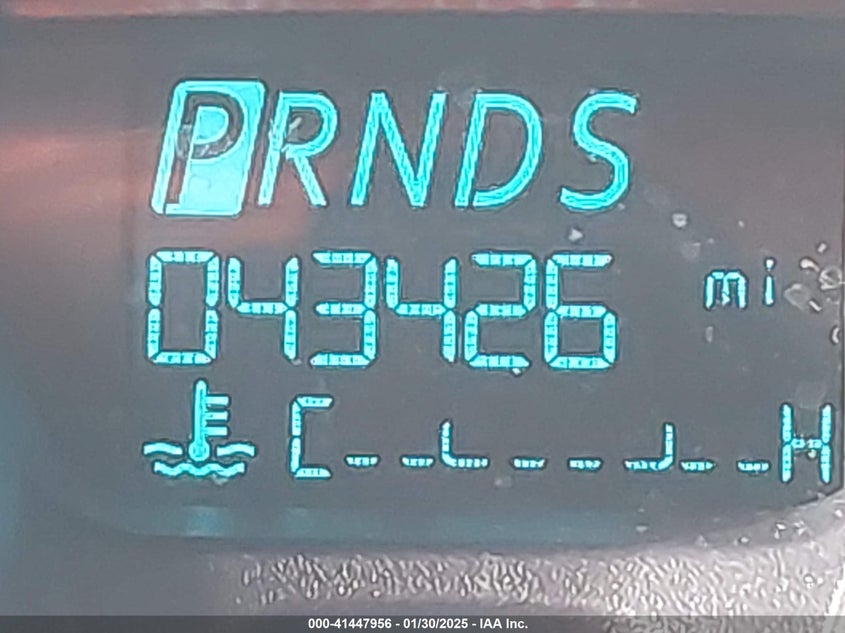 PRNDS
043426 mi
C H
000-41447956 - 01/30/2025 - IAA Inc.